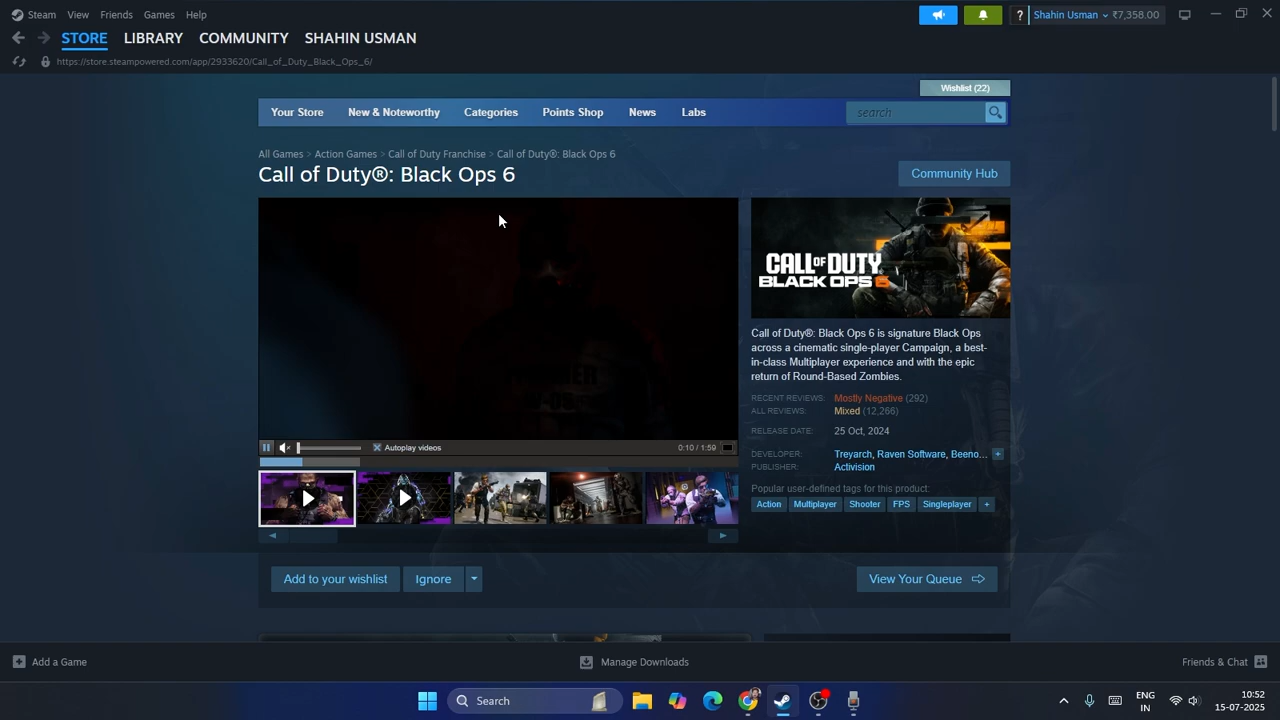 Steam View Friends Games Help
? Shahin Usman ₹7,358.00
STORE LIBRARY COMMUNITY SHAHIN USMAN
https://store.steampowered.com/app/2933620/Call_of_Duty_Black_Ops_6/
Wishlist (22)
Your Store New & Noteworthy Categories Points Shop News Labs search
All Games > Action Games > Call of Duty Franchise > Call of Duty®: Black Ops 6
Call of Duty®: Black Ops 6
Community Hub
CALL OF DUTY
BLACK OPS 6
Call of Duty®: Black Ops 6 is signature Black Ops
across a cinematic single-player Campaign, a best-
in-class Multiplayer experience and with the epic
return of Round-Based Zombies.
RECENT REVIEWS: Mostly Negative (292)
ALL REVIEWS: Mixed (12,266)
RELEASE DATE: 25 Oct, 2024
DEVELOPER: Treyarch, Raven Software, Beeno... +
PUBLISHER: Activision
Popular user-defined tags for this product:
Action Multiplayer Shooter FPS Singleplayer +
Autoplay videos 0:10 / 1:59
Add to your wishlist Ignore View Your Queue
Add a Game Manage Downloads Friends & Chat
Search
ENG
IN
10:52
15-07-2025